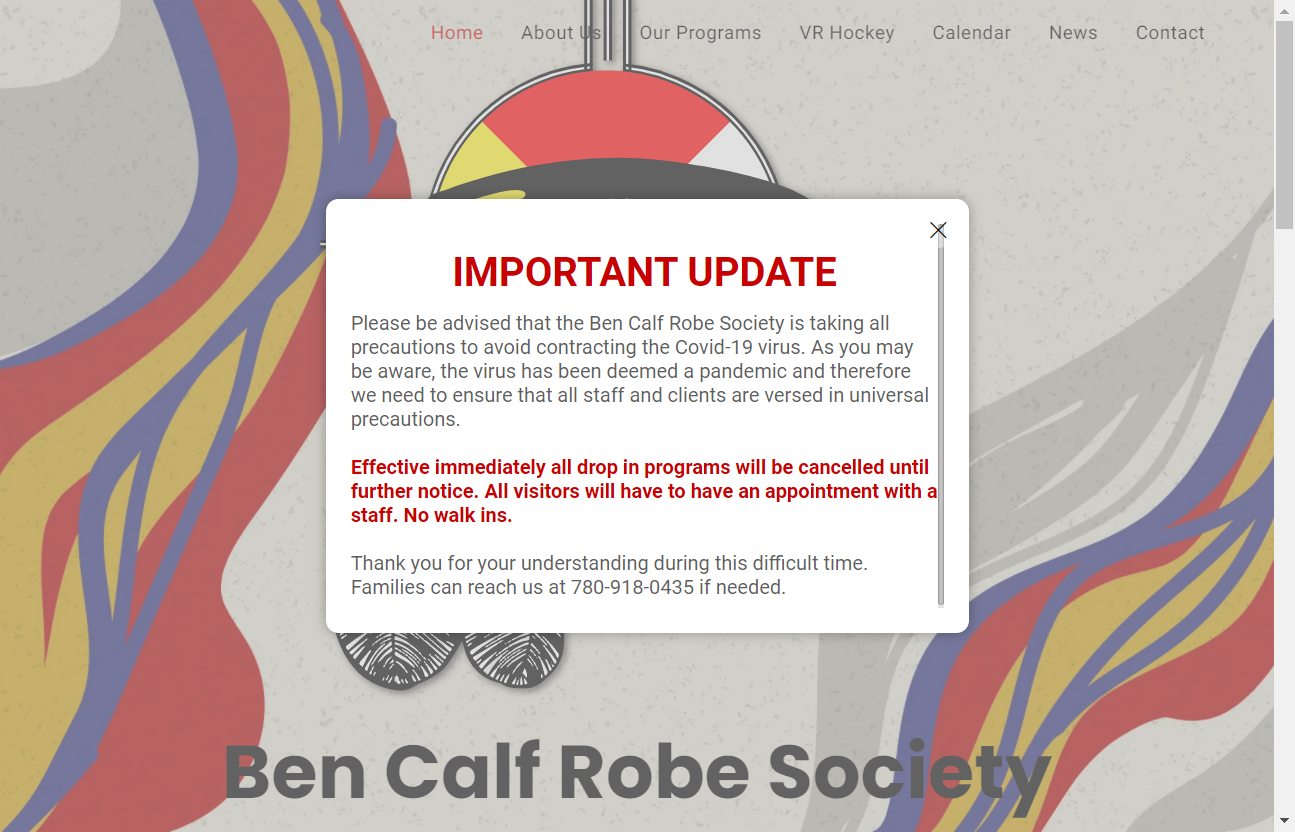 Home About Us Our Programs VR Hockey Calendar News Contact
IMPORTANT UPDATE
Please be advised that the Ben Calf Robe Society is taking all
precautions to avoid contracting the Covid-19 virus. As you may
be aware, the virus has been deemed a pandemic and therefore
we need to ensure that all staff and clients are versed in universal
precautions.
Effective immediately all drop in programs will be cancelled until
further notice. All visitors will have to have an appointment with a
staff. No walk ins.
Thank you for your understanding during this difficult time.
Families can reach us at 780-918-0435 if needed.
Ben Calf Robe Society